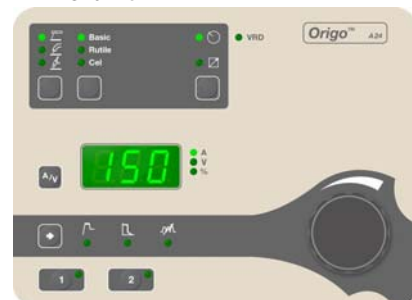 Basic
Rutile
Cel
VRD
Origo™ A24
A/V
150
A
V
%
1
2